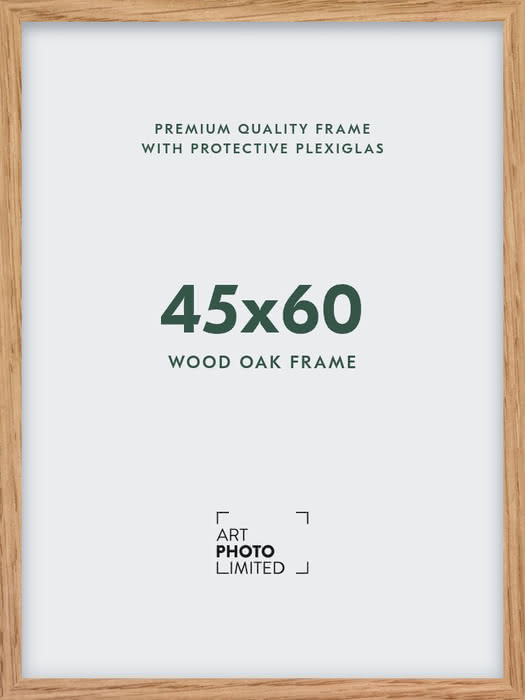 PREMIUM QUALITY FRAME
WITH PROTECTIVE PLEXIGLAS
45x60
WOOD OAK FRAME
ART
PHOTO
LIMITED